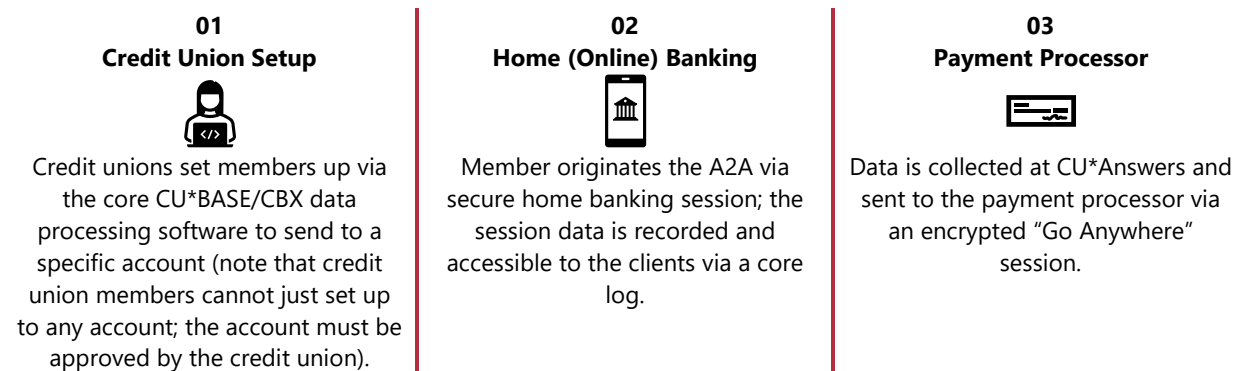 01
Credit Union Setup
</>
Credit unions set members up via
the core CU*BASE/CBX data
processing software to send to a
specific account (note that credit
union members cannot just set up
to any account; the account must be
approved by the credit union).
02
Home (Online) Banking
Member originates the A2A via
secure home banking session; the
session data is recorded and
accessible to the clients via a core
log.
03
Payment Processor
Data is collected at CU*Answers and
sent to the payment processor via
an encrypted “Go Anywhere”
session.